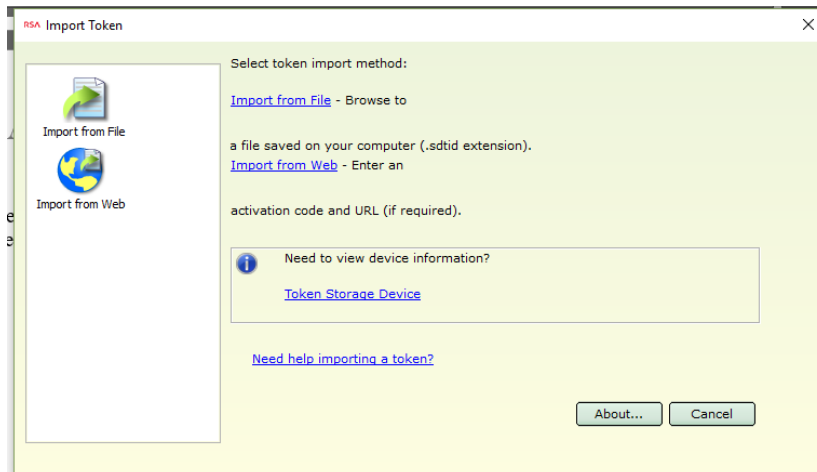 RSA Import Token
Select token import method:
Import from File - Browse to
Import from File
a file saved on your computer (.sdtid extension).
Import from Web - Enter an
Import from Web
activation code and URL (if required).
Need to view device information?
Token Storage Device
Need help importing a token?
About... Cancel